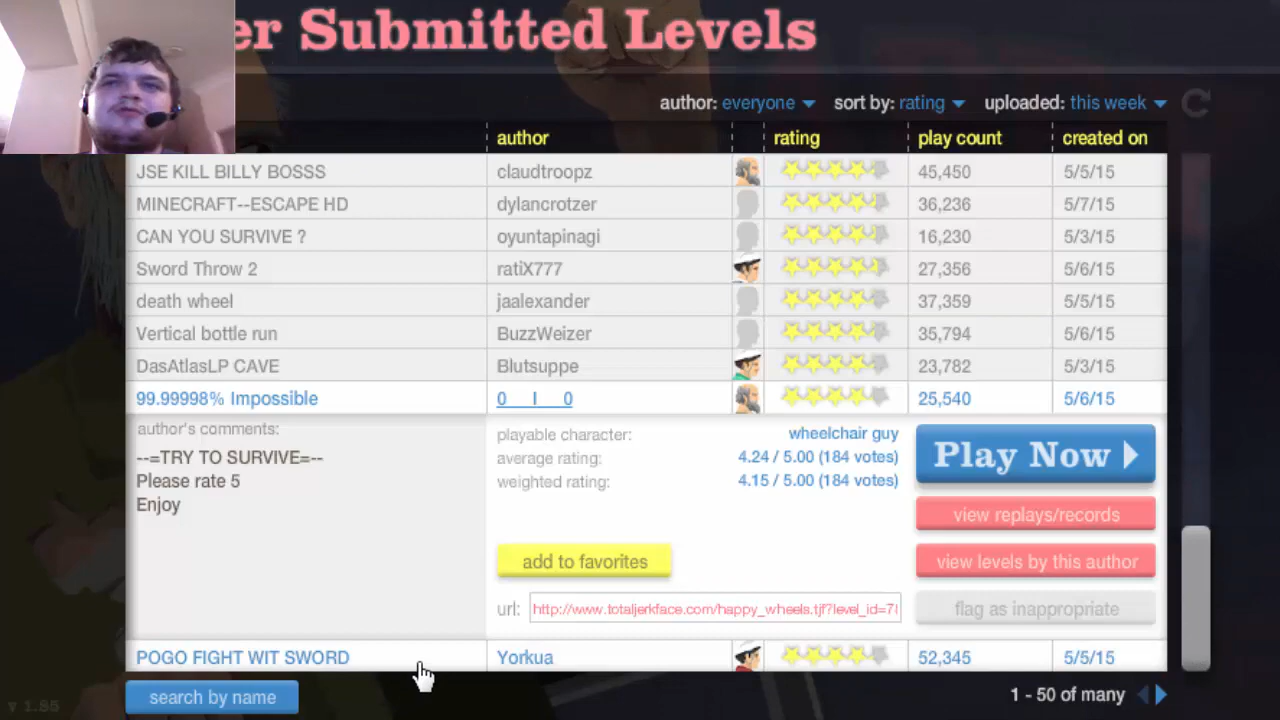 er Submitted Levels
author: everyone sort by: rating uploaded: this week
author rating play count created on
JSE KILL BILLY BOSSS claudtroopz 45,450 5/5/15
MINECRAFT--ESCAPE HD dylancrotzer 36,236 5/7/15
CAN YOU SURVIVE ? oyuntapinagi 16,230 5/3/15
Sword Throw 2 ratiX777 27,356 5/6/15
death wheel jaalexander 37,359 5/5/15
Vertical bottle run BuzzWeizer 35,794 5/6/15
DasAtlasLP CAVE Blutsuppe 23,782 5/3/15
99.99998% Impossible 0 I 0 25,540 5/6/15
author's comments:
--=TRY TO SURVIVE=--
Please rate 5
Enjoy
playable character: wheelchair guy
average rating: 4.24 / 5.00 (184 votes)
weighted rating: 4.15 / 5.00 (184 votes)
add to favorites
url: http://www.totaljerkface.com/happy_wheels.tjf?level_id=7
Play Now
view replays/records
view levels by this author
flag as inappropriate
POGO FIGHT WIT SWORD Yorkua 52,345 5/5/15
search by name
1 - 50 of many
v 1.85